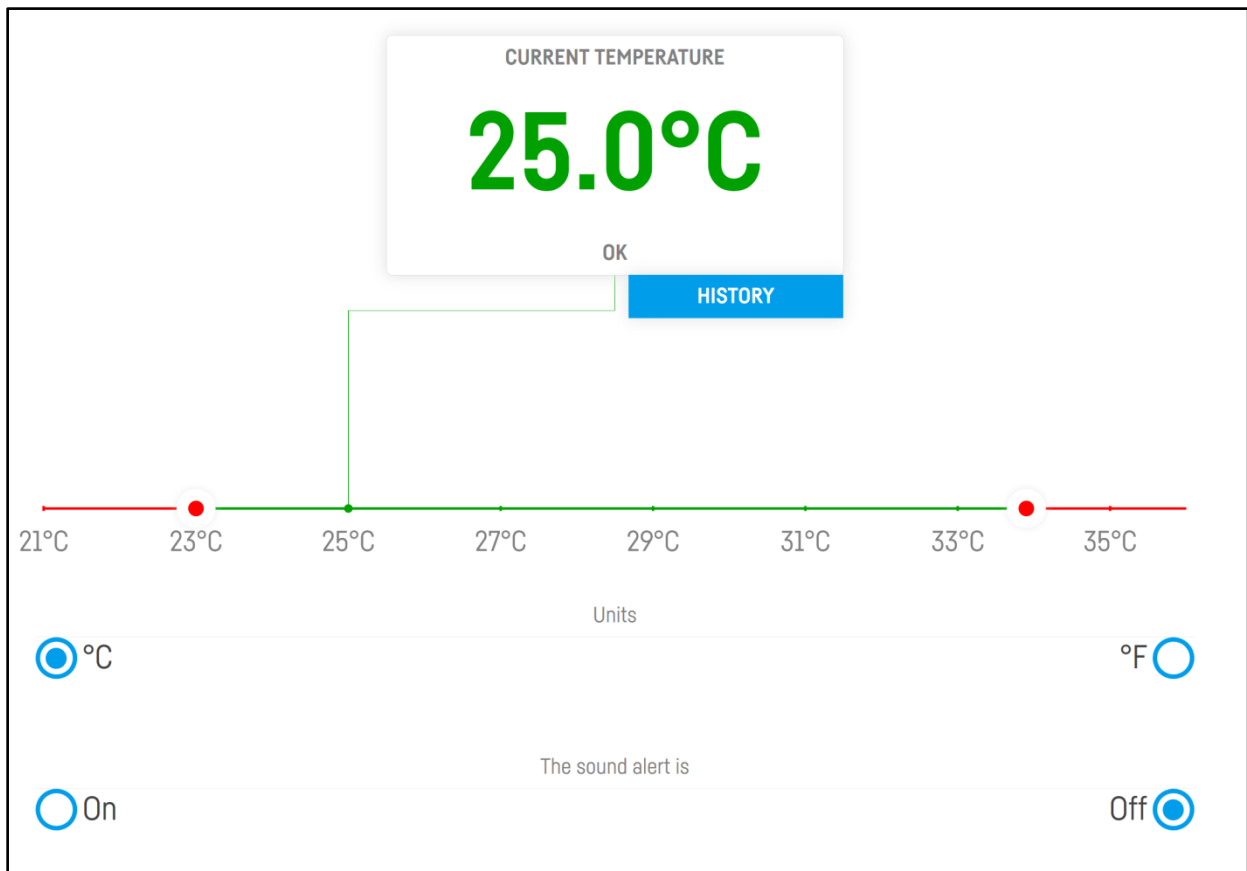 CURRENT TEMPERATURE
25.0°C
OK
HISTORY
21°C 23°C 25°C 27°C 29°C 31°C 33°C 35°C
Units
°C °F
The sound alert is
On Off